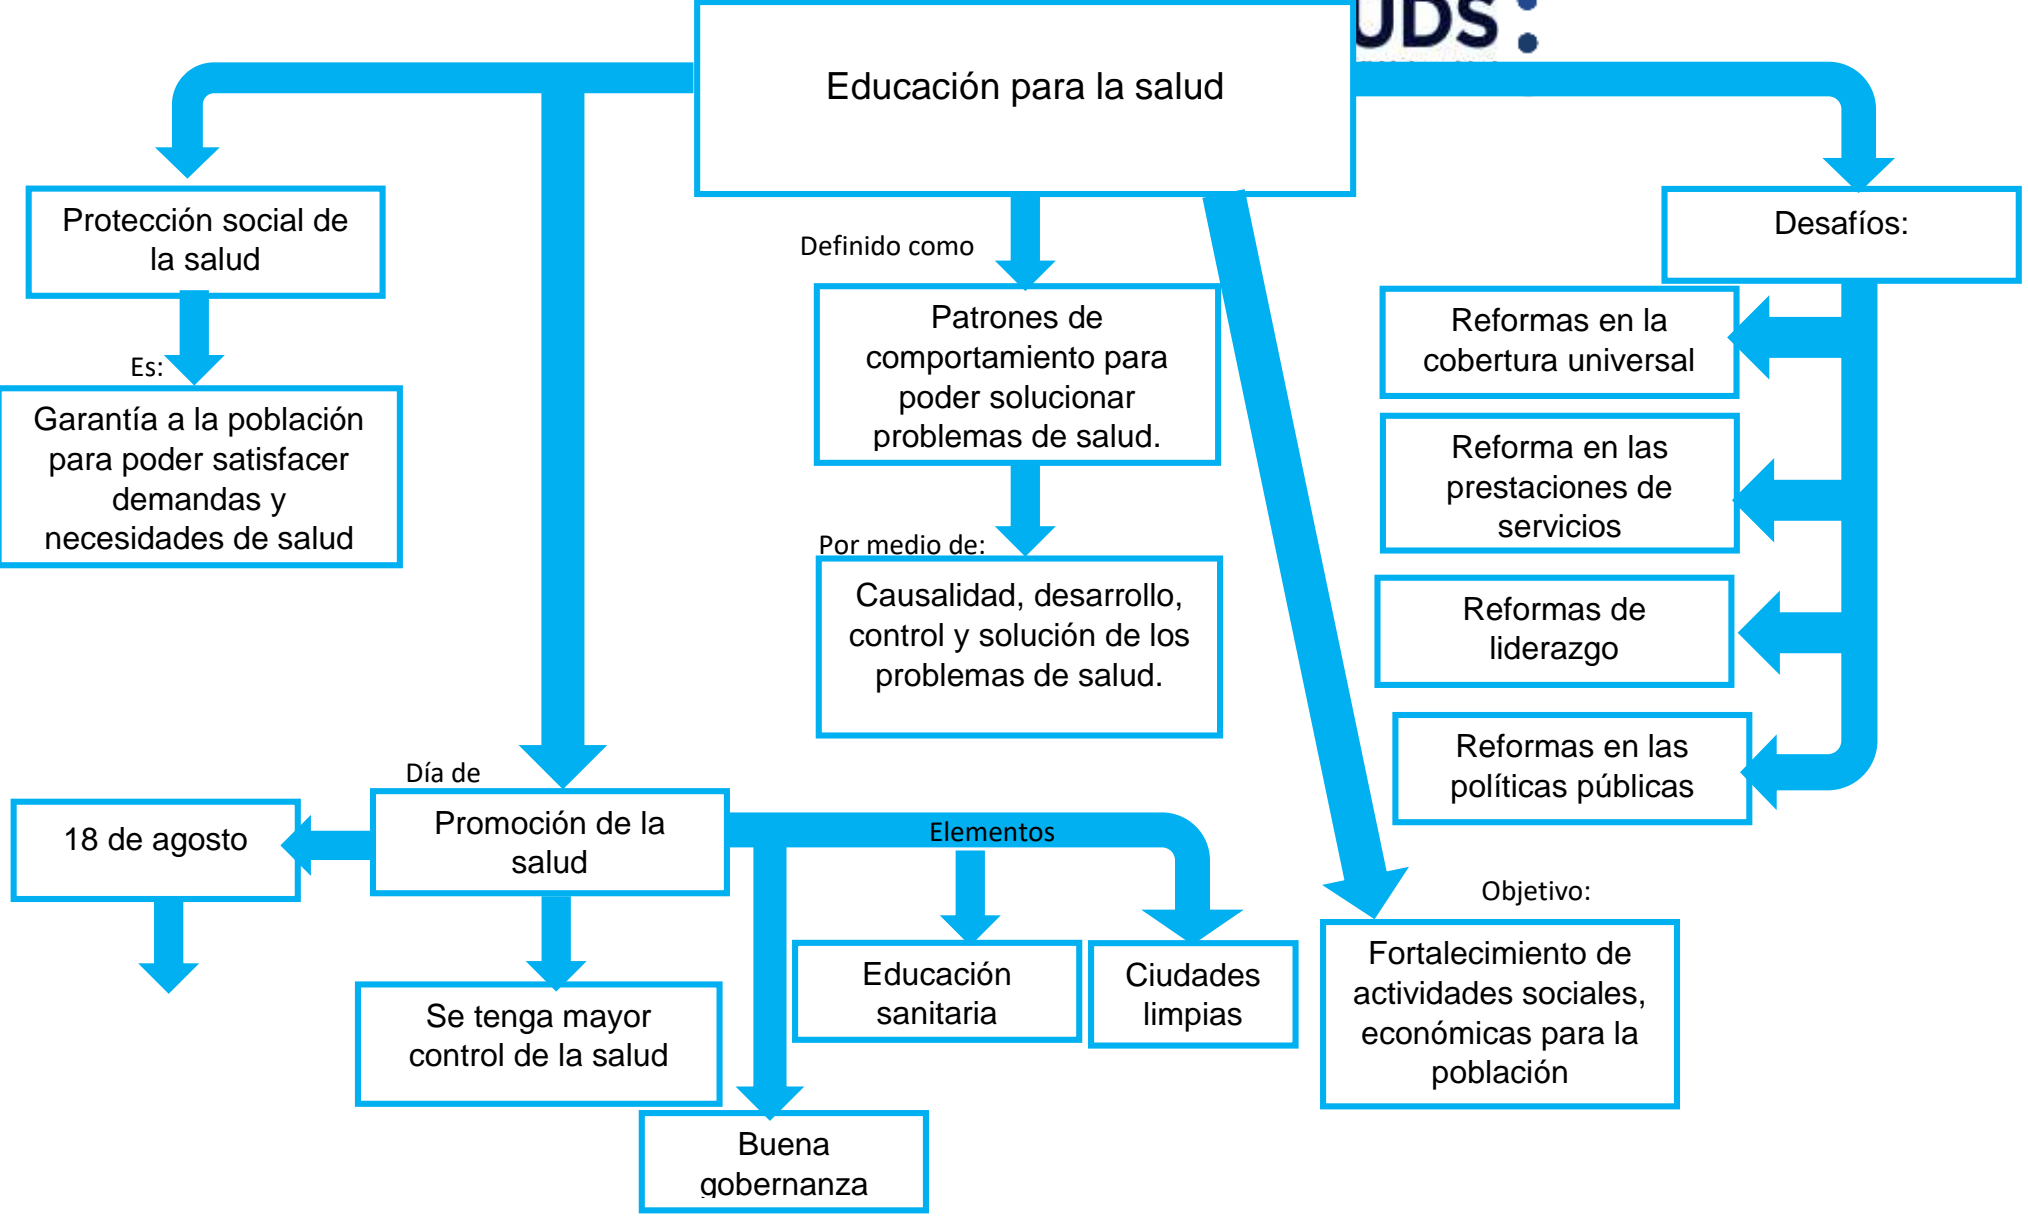 UDS
Educación para la salud
Protección social de
la salud
Es:
Garantía a la población
para poder satisfacer
demandas y
necesidades de salud
Definido como
Patrones de
comportamiento para
poder solucionar
problemas de salud.
Por medio de:
Causalidad, desarrollo,
control y solución de los
problemas de salud.
Desafíos:
Reformas en la
cobertura universal
Reforma en las
prestaciones de
servicios
Reformas de
liderazgo
Reformas en las
políticas públicas
Día de
18 de agosto
Promoción de la
salud
Elementos
Se tenga mayor
control de la salud
Buena
gobernanza
Educación
sanitaria
Ciudades
limpias
Objetivo:
Fortalecimiento de
actividades sociales,
económicas para la
población